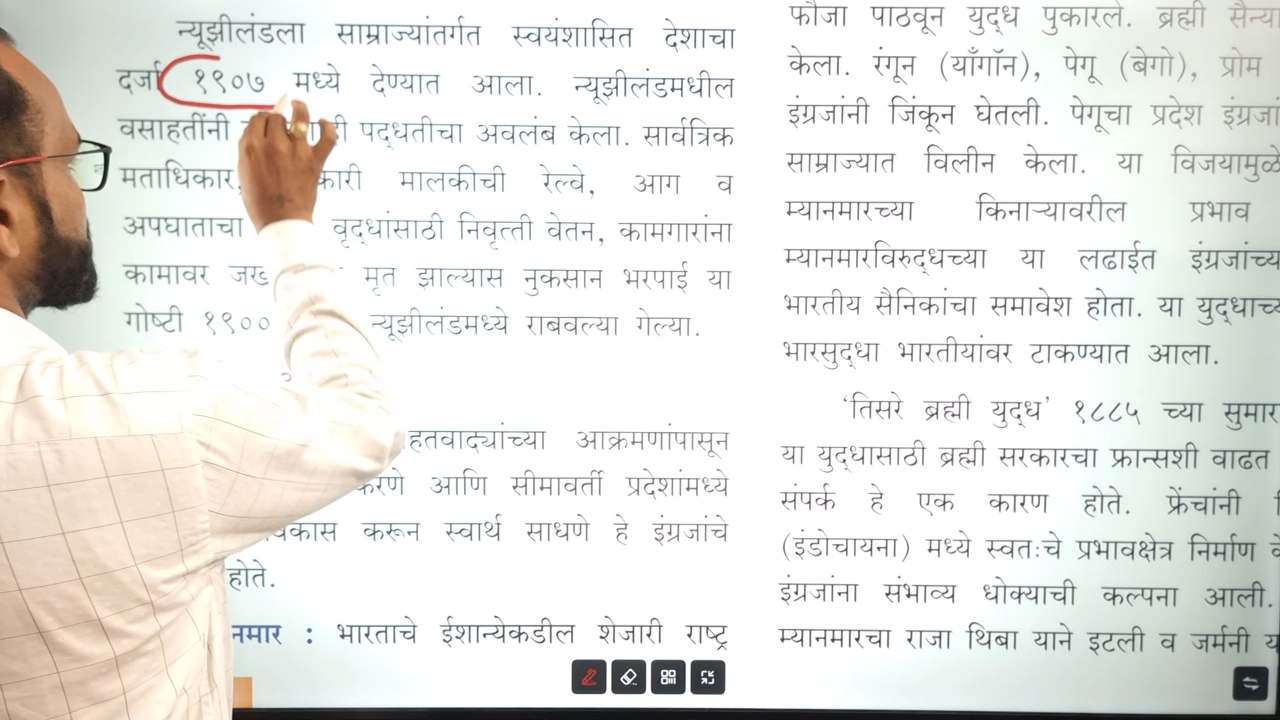 न्यूझीलंडला साम्राज्यांतर्गत स्वयंशासित देशाचा
दर्जा १९०७ मध्ये देण्यात आला. न्यूझीलंडमधील
वसाहतींनी पद्धतीचा अवलंब केला. सार्वत्रिक
मताधिकार, मालकीची रेल्वे, आग व
अपघाताचा वृद्धांसाठी निवृत्ती वेतन, कामगारांना
कामावर मृत झाल्यास नुकसान भरपाई या
गोष्टी १९०० न्यूझीलंडमध्ये राबवल्या गेल्या.
आक्रमणांपासून
आणि सीमावर्ती प्रदेशांमध्ये
करून स्वार्थ साधणे हे इंग्रजांचे
होते.
: भारताचे ईशान्येकडील शेजारी राष्ट्र
फौजा पाठवून युद्ध पुकारले. ब्रह्मी
केला. रंगून (याँगॉन), पेगू (बेगो), प्रोम
इंग्रजांनी जिंकून घेतली. पेगूचा प्रदेश
साम्राज्यात विलीन केला. या विजयामुळे
म्यानमारच्या किनाऱ्यावरील प्रभाव
म्यानमारविरुद्धच्या या लढाईत
भारतीय सैनिकांचा समावेश होता. या
भारसुद्धा भारतीयांवर टाकण्यात आला.
‘तिसरे ब्रह्मी युद्ध’ १८८५ च्या
या युद्धासाठी ब्रह्मी सरकारचा फ्रान्सशी वाढत
संपर्क हे एक कारण होते. फ्रेंचांनी
(इंडोचायना) मध्ये स्वतःचे प्रभावक्षेत्र निर्माण
इंग्रजांना संभाव्य धोक्याची कल्पना आली.
म्यानमारचा राजा थिबा याने इटली व जर्मनी